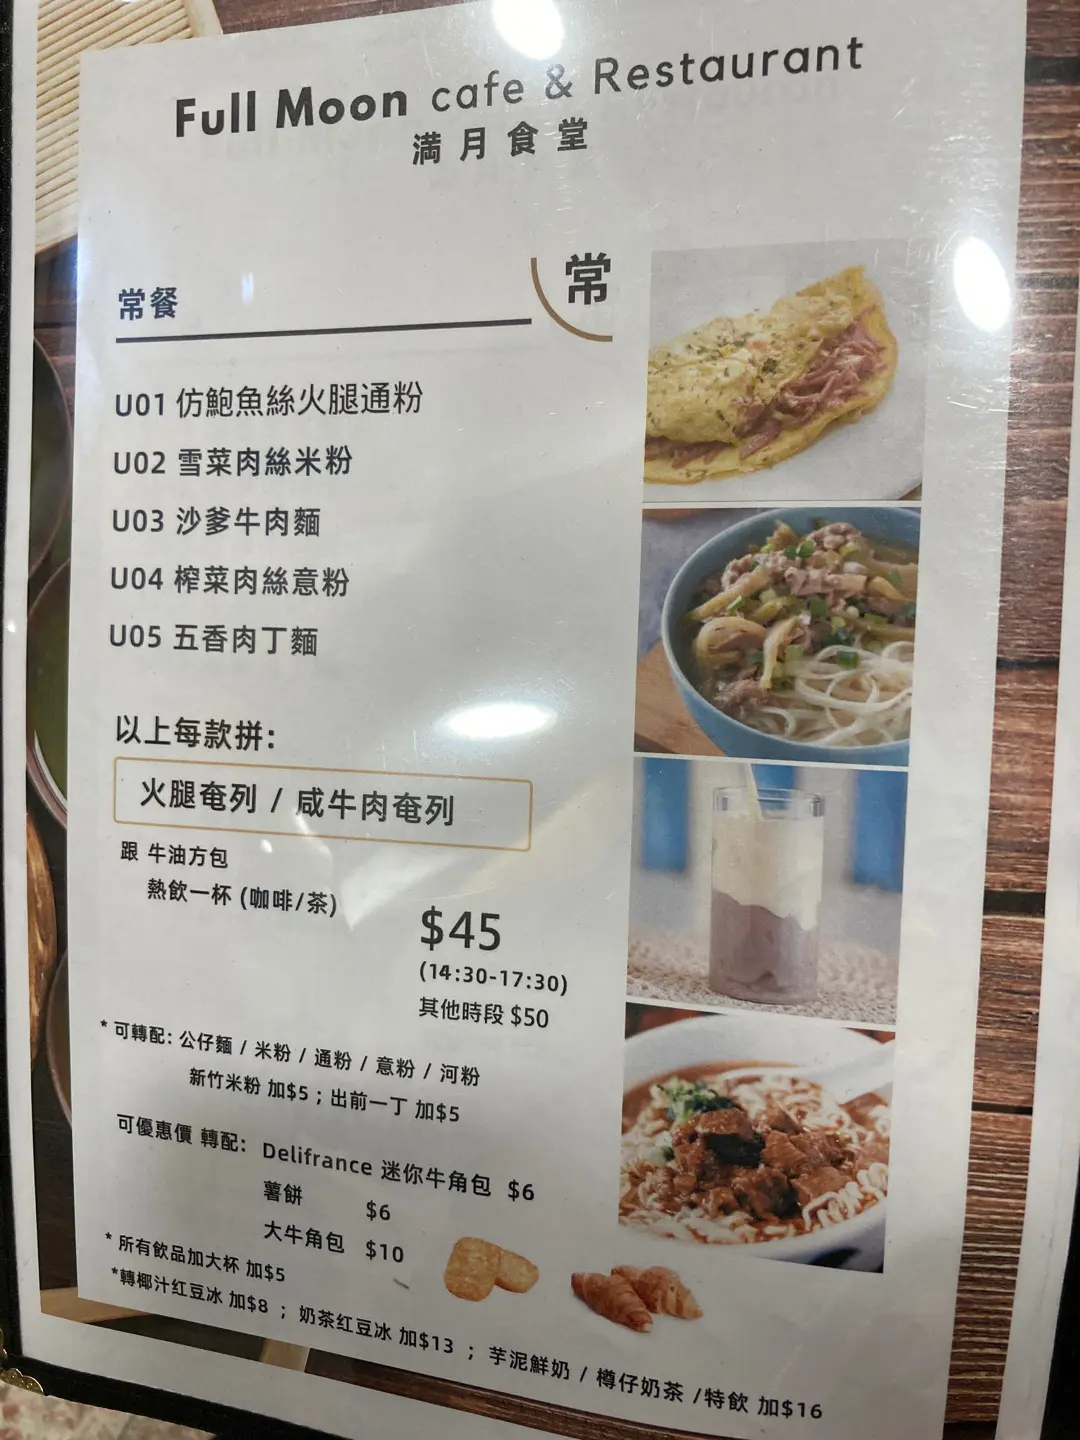 Full Moon cafe & Restaurant
満月食堂
常餐
常
U01 仿鮑魚絲火腿通粉
U02 雪菜肉絲米粉
U03 沙爹牛肉麵
U04 榨菜肉絲意粉
U05 五香肉丁麵
以上每款拼:
火腿奄列 / 咸牛肉奄列
跟 牛油方包
熱飲一杯 (咖啡/茶)
$45
(14:30-17:30)
其他時段 $50
* 可轉配: 公仔麵 / 米粉 / 通粉 / 意粉 / 河粉
新竹米粉 加$5 ; 出前一丁 加$5
可優惠價 轉配: Delifrance 迷你牛角包 $6
薯餅 $6
大牛角包 $10
* 所有飲品加大杯 加$5
*轉椰汁红豆冰 加$8 ; 奶茶红豆冰 加$13 ; 芋泥鮮奶 / 樽仔奶茶 /特飲 加$16